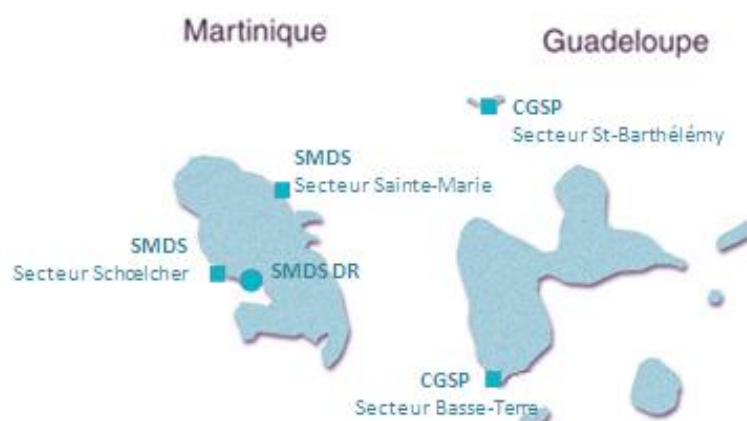 Martinique
Guadeloupe
CGSP
Secteur St-Barthélémy
SMDS
Secteur Sainte-Marie
SMDS
Secteur Schœlcher
SMDS DR
CGSP
Secteur Basse-Terre